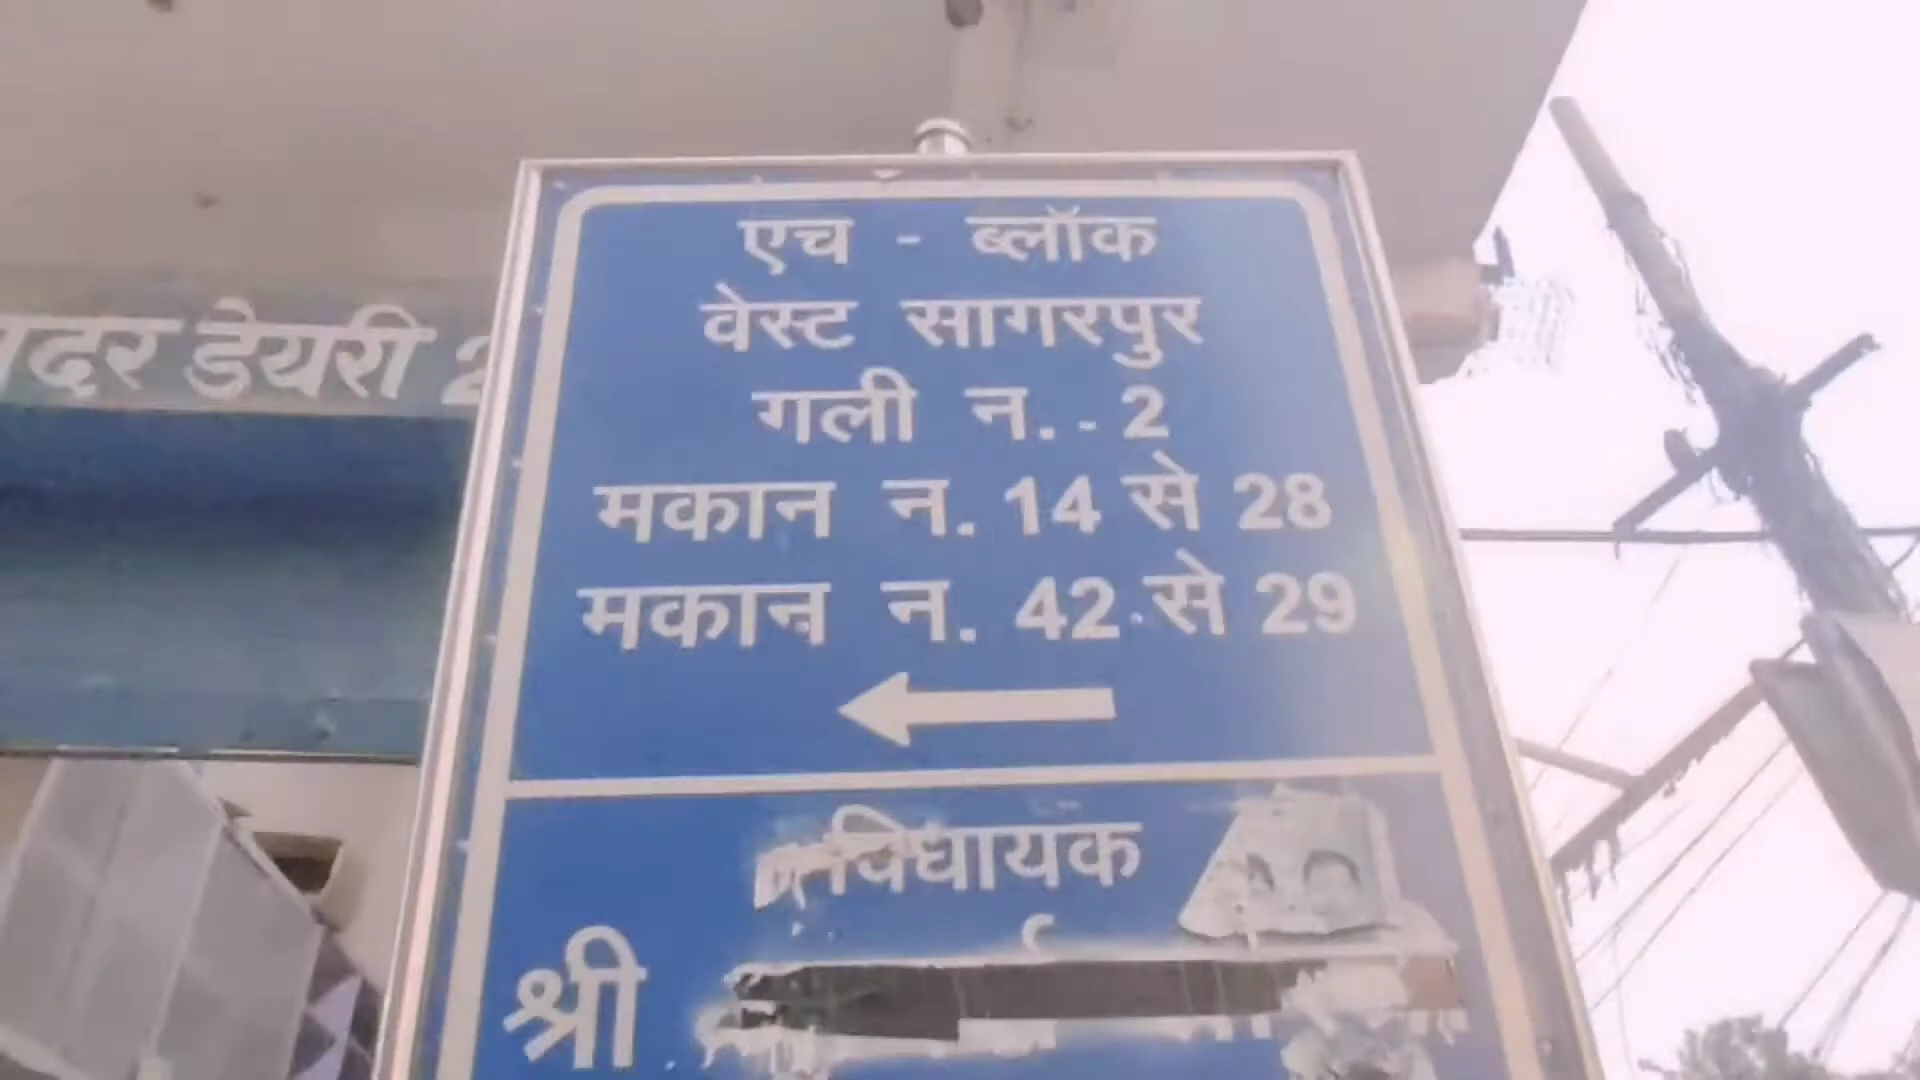 एच - ब्लॉक
वेस्ट सागरपुर
गली न. - 2
मकान न. 14 से 28
मकान न. 42 से 29
विधायक
श्री
डेयरी